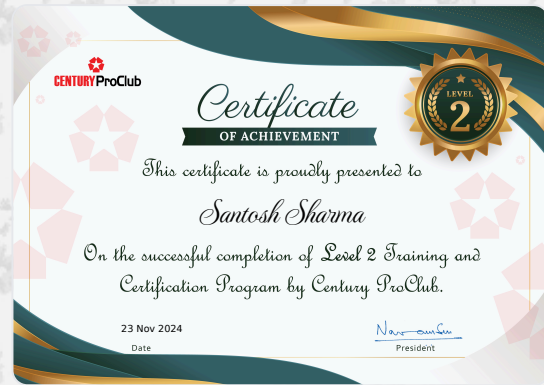 CENTURY ProClub
Certificate
OF ACHIEVEMENT
LEVEL
2
This certificate is proudly presented to
Santosh Sharma
On the successful completion of Level 2 Training and
Certification Program by Century ProClub.
23 Nov 2024
Date
President